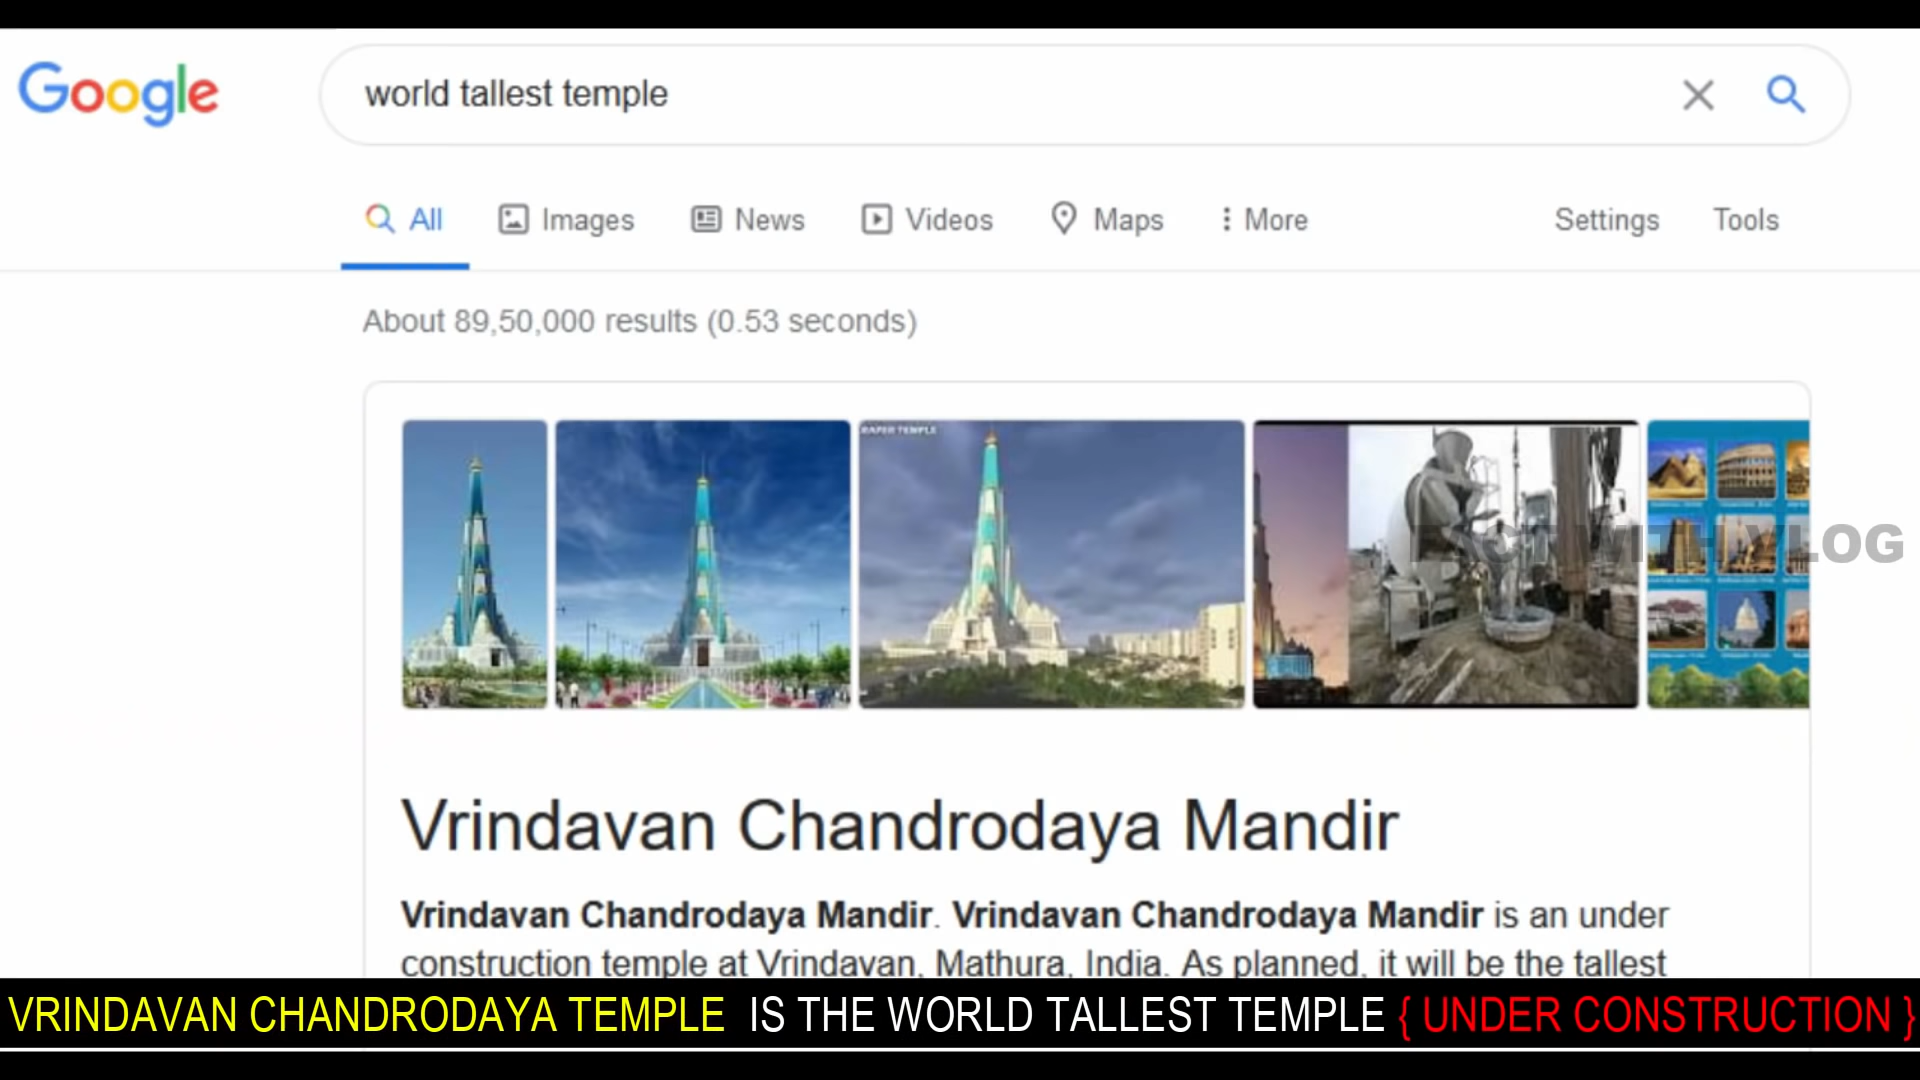 Google
world tallest temple
All Images News Videos Maps More Settings Tools
About 89,50,000 results (0.53 seconds)
Vrindavan Chandrodaya Mandir
Vrindavan Chandrodaya Mandir. Vrindavan Chandrodaya Mandir is an under
construction temple at Vrindavan, Mathura, India. As planned, it will be the tallest
VRINDAVAN CHANDRODAYA TEMPLE IS THE WORLD TALLEST TEMPLE { UNDER CONSTRUCTION }